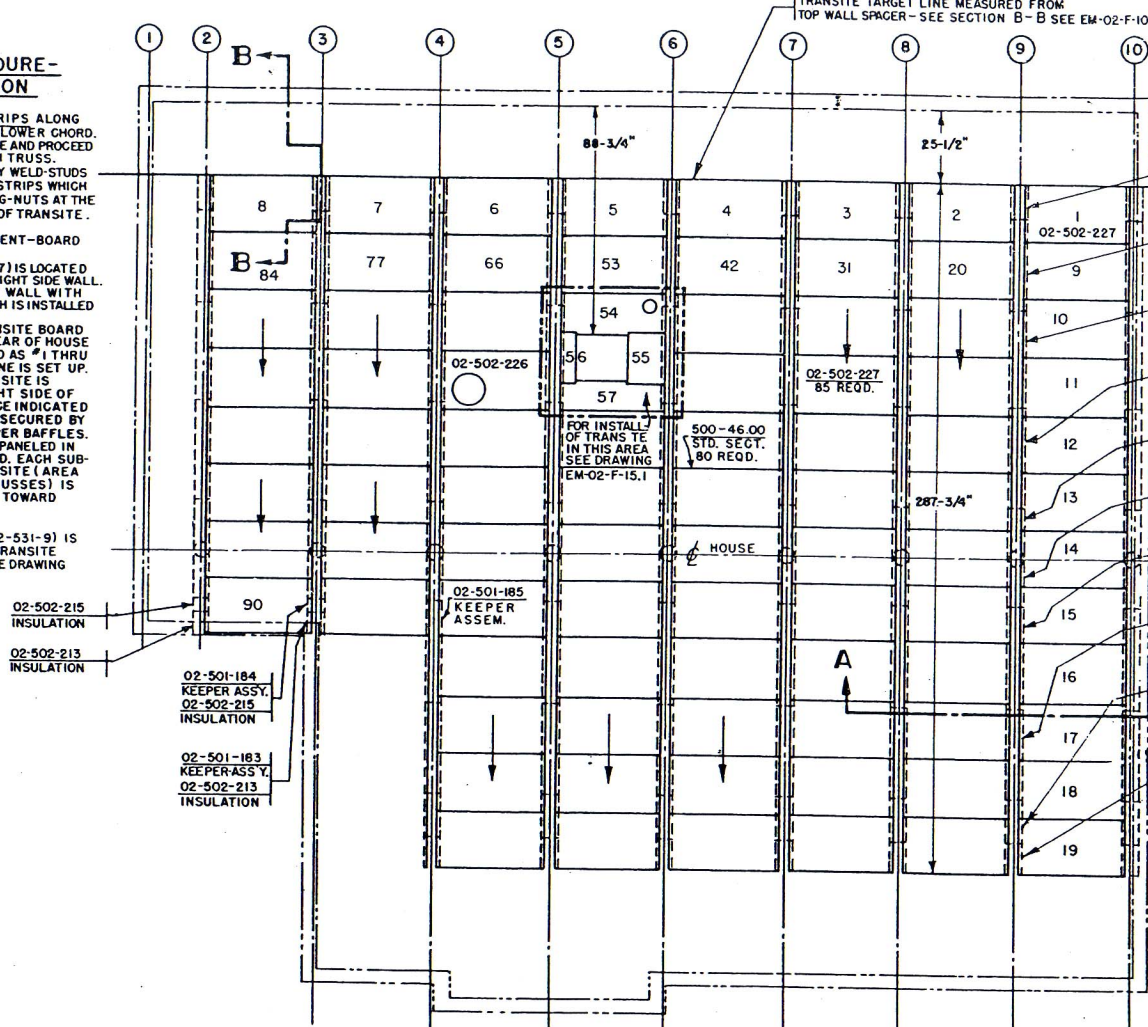 TRANSITE TARGET LINE MEASURED FROM
TOP WALL SPACER- SEE SECTION B-B SEE EM-02-F-10
1 2 3 4 5 6 7 8 9 10
B
DURE-
ON
RIPS ALONG
LOWER CHORD.
E AND PROCEED
TRUSS.
Y WELD-STUDS
STRIPS WHICH
G-NUTS AT THE
OF TRANSITE.
ENT-BOARD
7) IS LOCATED
IGHT SIDE WALL.
WALL WITH
H IS INSTALLED
NSITE BOARD
EAR OF HOUSE
D AS #1 THRU
NE IS SET UP.
SITE IS
HT SIDE OF
CE INDICATED
SECURED BY
PER BAFFLES.
PANELED IN
D. EACH SUB-
SITE (AREA
USSES) IS
TOWARD
2-531-9) IS
TRANSITE
E DRAWING
88-3/4"
25-1/2"
8 7 6 5 4 3 2 1
02-502-227
B
84 77 66 53 42 31 20 9
54
10
56 55
02-502-226
02-502-227
85 REQD.
11
57
FOR INSTALL
OF TRANS TE
IN THIS AREA
SEE DRAWING
EM-02-F-15.1
500-46.00
STD. SECT.
80 REQD.
12
13
287-3/4"
14
℄ HOUSE
02-501-185
KEEPER
ASSEM.
90
15
02-502-215
INSULATION
02-502-213
INSULATION
A
16
02-501-184
KEEPER ASSY.
02-502-215
INSULATION
17
02-501-183
KEEPER-ASS'Y.
02-502-213
INSULATION
18
19